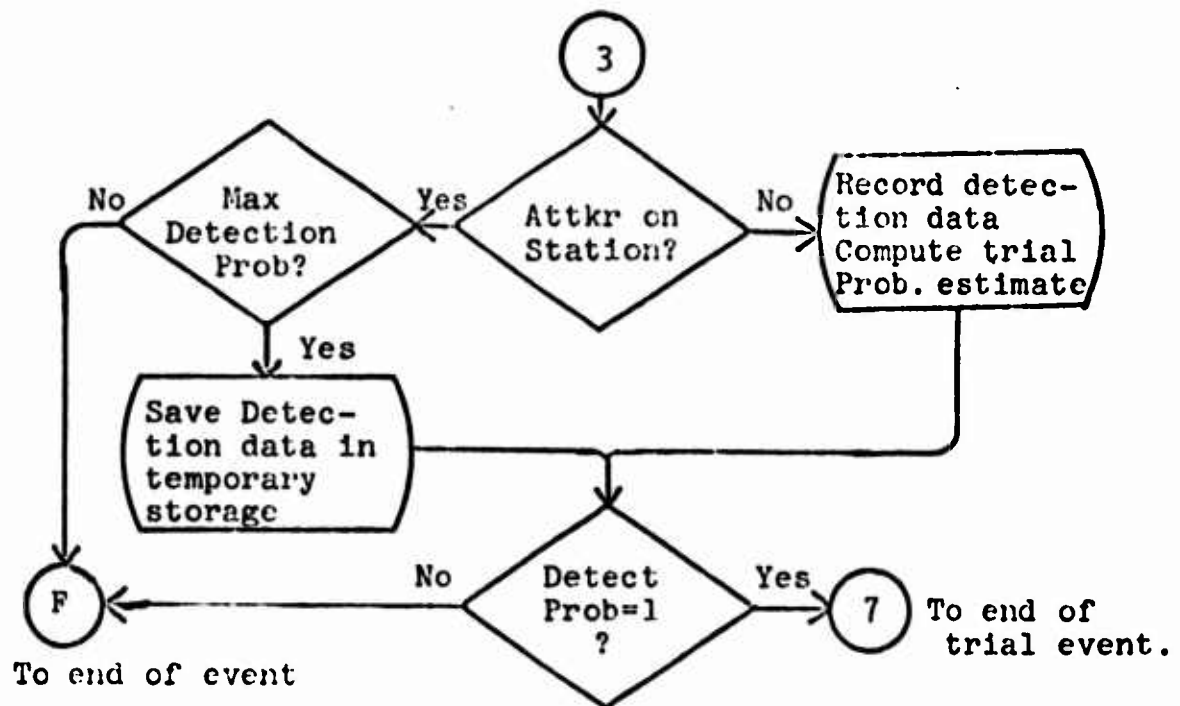 3
No
Max
Detection
Prob?
Yes
Attkr on
Station?
No
Record detec-
tion data
Compute trial
Prob. estimate
Yes
Save Detec-
tion data in
temporary
storage
No
Detect
Prob=1
?
Yes
F
7
To end of
trial event.
To end of event